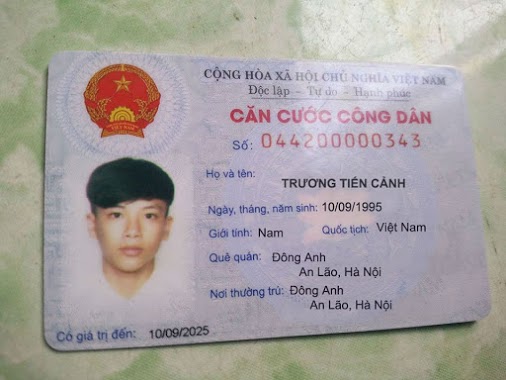 CỘNG HÒA XÃ HỘI CHỦ NGHĨA VIỆT NAM
Độc lập - Tự do - Hạnh phúc
CĂN CƯỚC CÔNG DÂN
Số: 044200000343
Họ và tên:
TRƯƠNG TIẾN CẢNH
Ngày, tháng, năm sinh: 10/09/1995
Giới tính: Nam Quốc tịch: Việt Nam
Quê quán: Đông Anh
An Lão, Hà Nội
Nơi thường trú: Đông Anh
An Lão, Hà Nội
Có giá trị đến: 10/09/2025